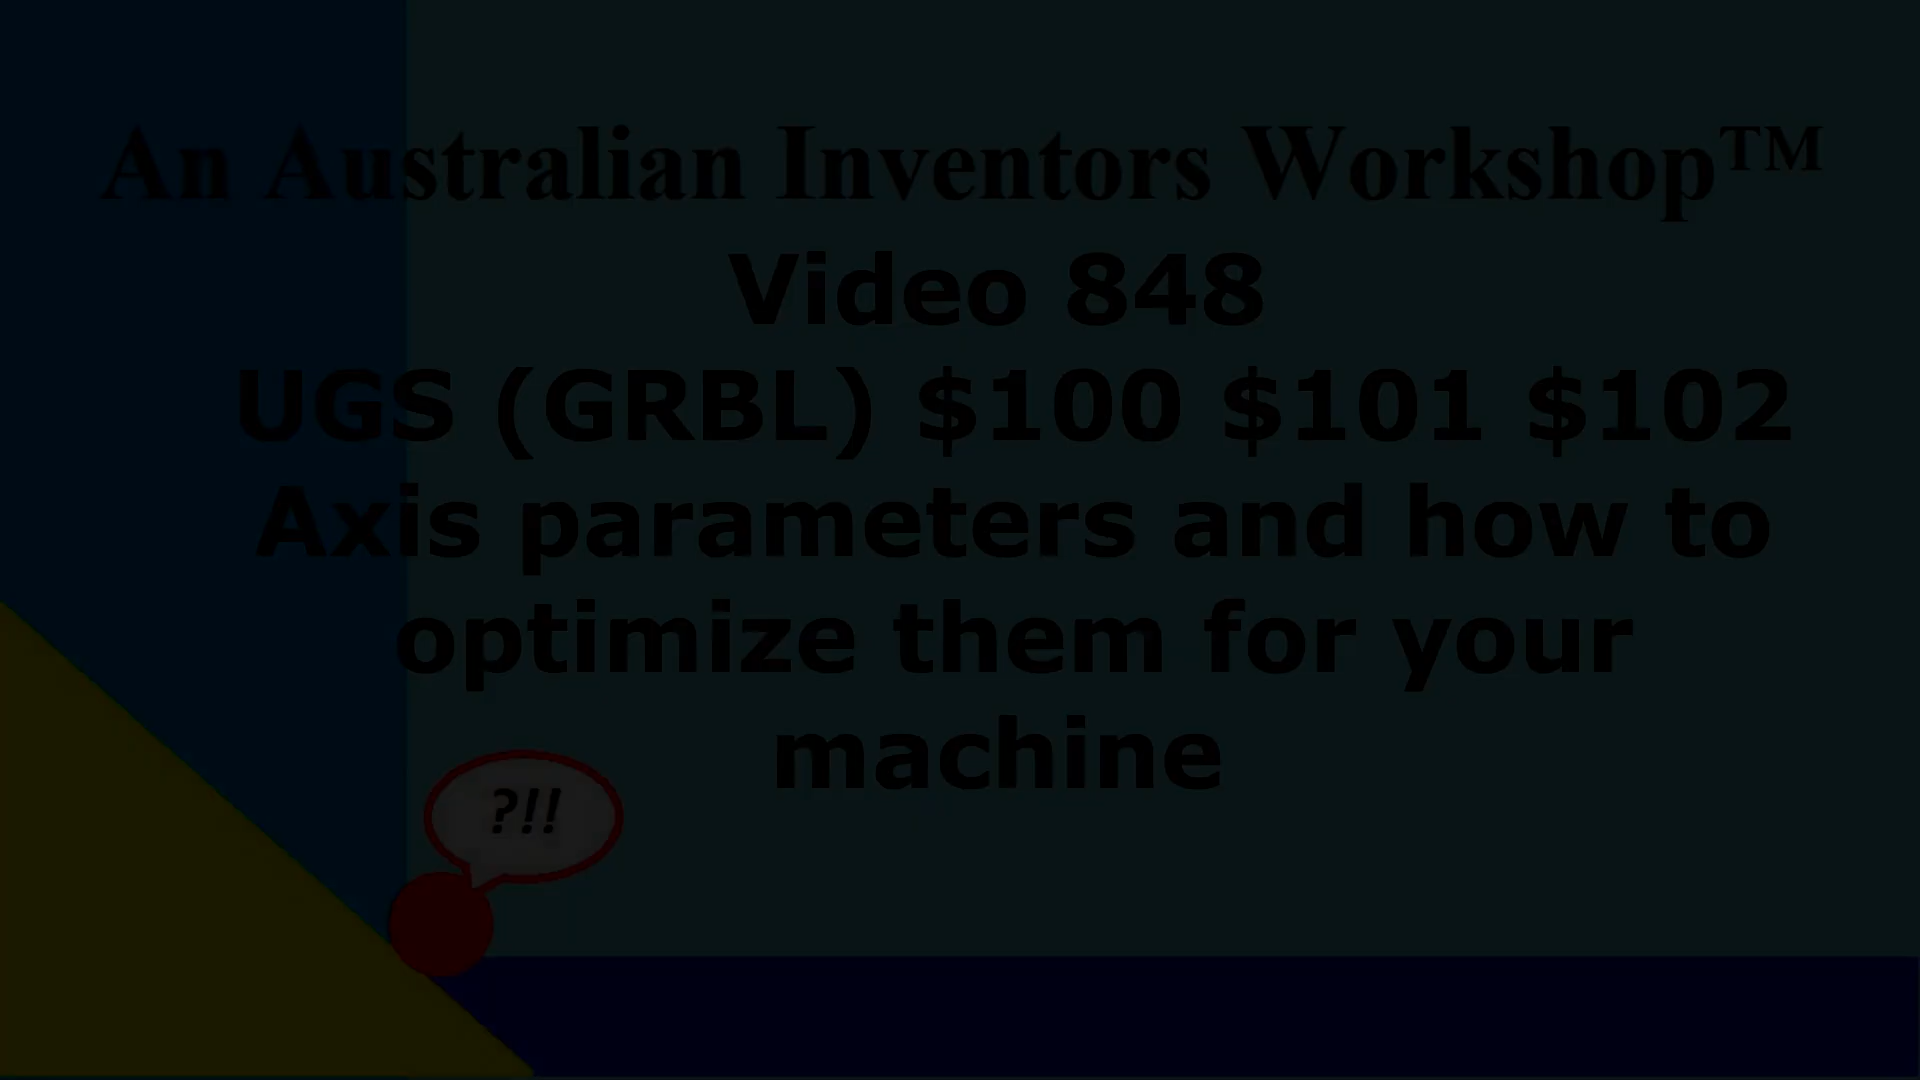 An Australian Inventors Workshop™
Video 848
UGS (GRBL) $100 $101 $102
Axis parameters and how to
optimize them for your
machine
?!!